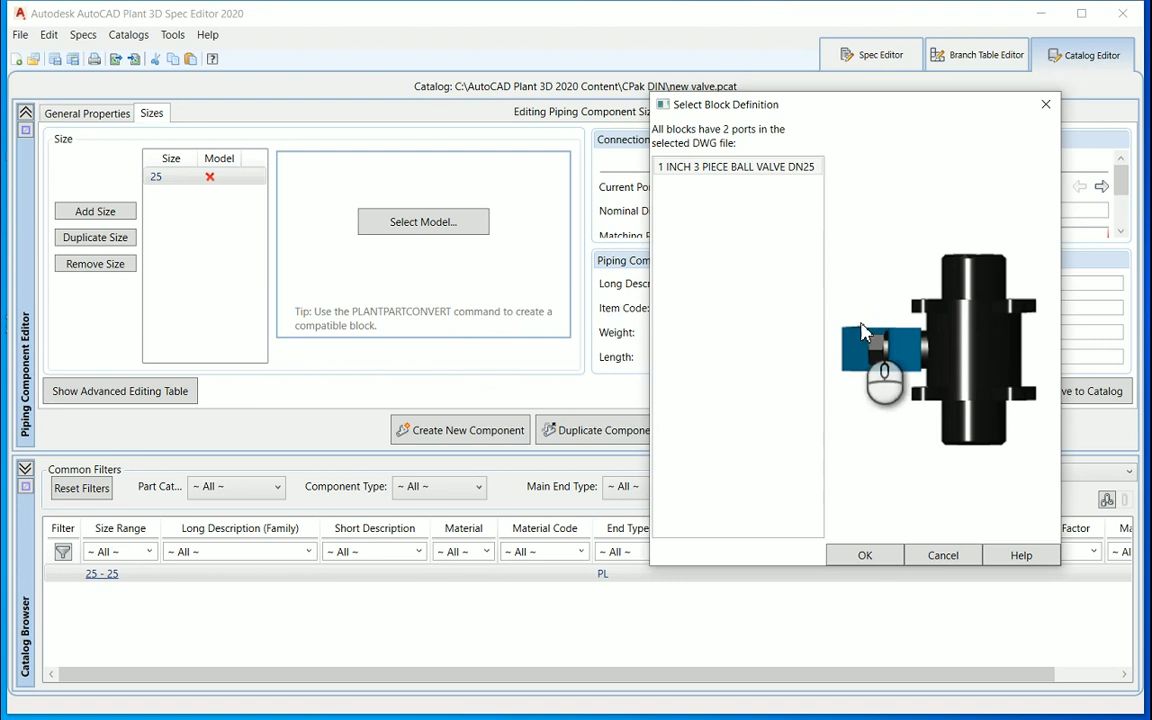 Autodesk AutoCAD Plant 3D Spec Editor 2020
File Edit Specs Catalogs Tools Help
Spec Editor Branch Table Editor Catalog Editor
Catalog: C:\AutoCAD Plant 3D 2020 Content\CPak DIN\new valve.pcat
General Properties Sizes Editing Piping Component Siz
Size
Size Model
25
Add Size
Duplicate Size
Remove Size
Select Model...
Tip: Use the PLANTPARTCONVERT command to create a
compatible block.
Connection
Current Po
Nominal D
Matching P
Piping Com
Long Descr
Item Code:
Weight:
Length:
Select Block Definition
All blocks have 2 ports in the
selected DWG file:
1 INCH 3 PIECE BALL VALVE DN25
OK Cancel Help
Show Advanced Editing Table
ve to Catalog
Create New Component Duplicate Compone
Piping Component Editor
Common Filters
Reset Filters Part Cat... ~ All ~ Component Type: ~ All ~ Main End Type: ~ All ~
Filter Size Range Long Description (Family) Short Description Material Material Code End Type Factor Ma
~ All ~ ~ All ~ ~ All ~ ~ All ~ ~ All ~ ~ All ~ ~ Al
25 - 25 PL
Catalog Browser